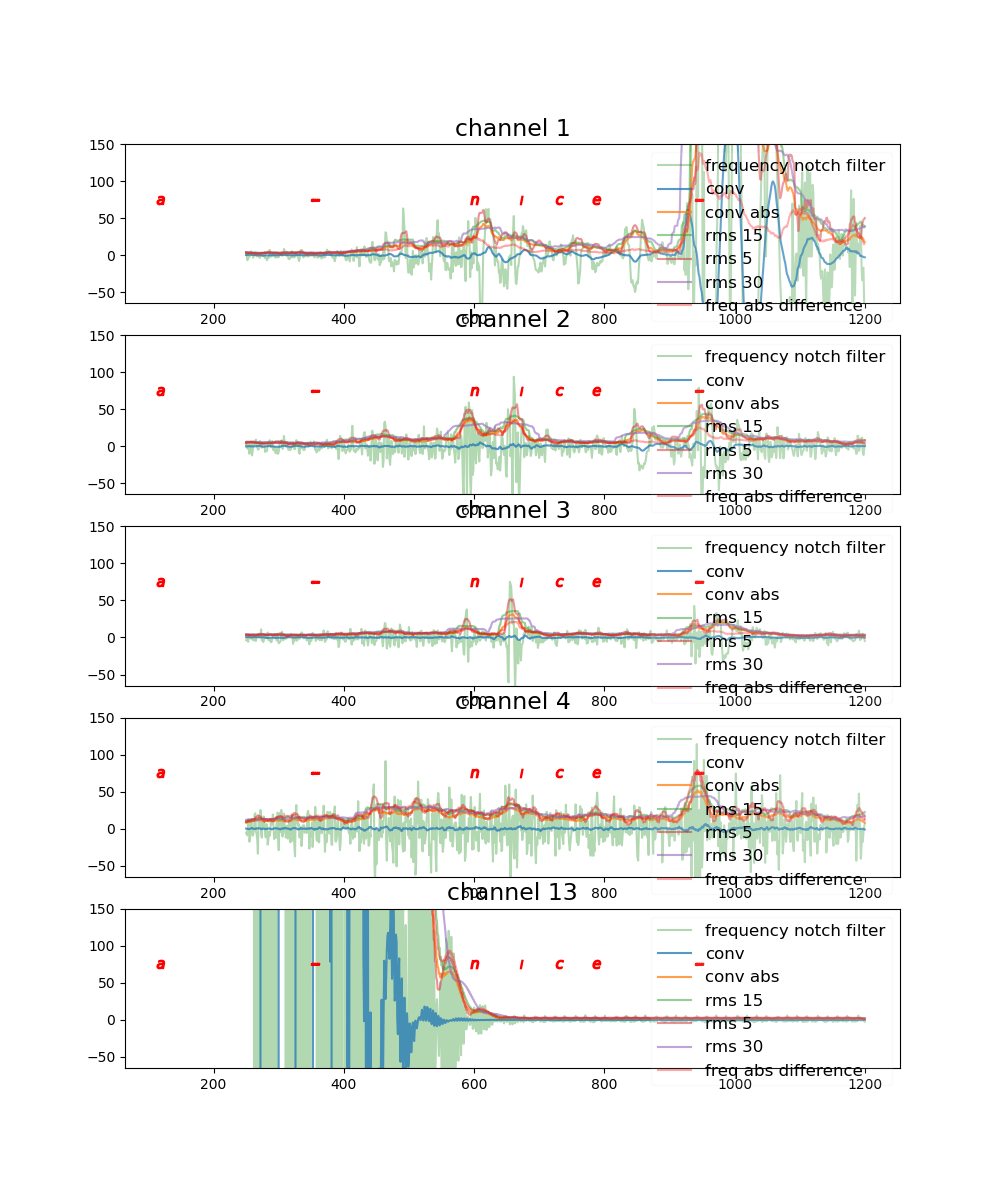 channel 1
150
100
50
0
−50
a – n ı c e –
frequency notch filter
conv
conv abs
rms 15
rms 5
rms 30
freq abs difference
200 400 600 800 1000 1200
channel 2
150
100
50
0
−50
a – n ı c e –
frequency notch filter
conv
conv abs
rms 15
rms 5
rms 30
freq abs difference
200 400 600 800 1000 1200
channel 3
150
100
50
0
−50
a – n ı c e –
frequency notch filter
conv
conv abs
rms 15
rms 5
rms 30
freq abs difference
200 400 600 800 1000 1200
channel 4
150
100
50
0
−50
a – n ı c e –
frequency notch filter
conv
conv abs
rms 15
rms 5
rms 30
freq abs difference
200 400 600 800 1000 1200
channel 13
150
100
50
0
−50
a – n ı c e –
frequency notch filter
conv
conv abs
rms 15
rms 5
rms 30
freq abs difference
200 400 600 800 1000 1200